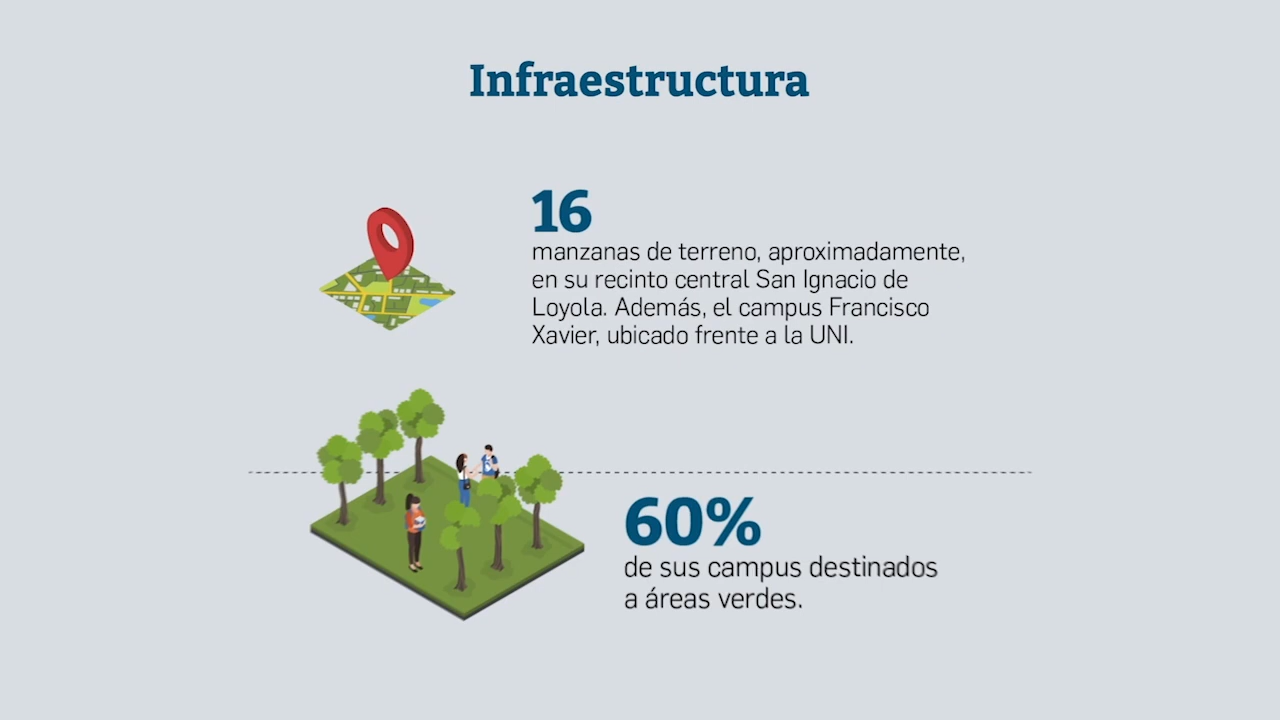 Infraestructura
16
manzanas de terreno, aproximadamente,
en su recinto central San Ignacio de
Loyola. Además, el campus Francisco
Xavier, ubicado frente a la UNI.
60%
de sus campus destinados
a áreas verdes.